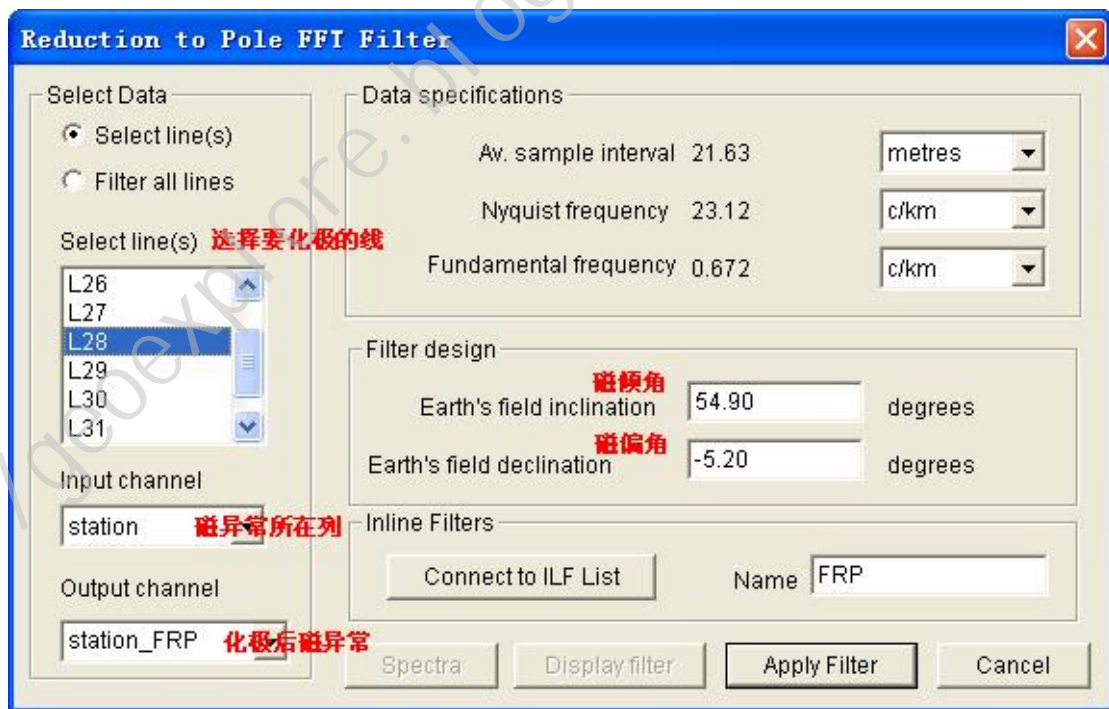 Reduction to Pole FFT Filter
Select Data
Select line(s)
Filter all lines
Select line(s) 选择要化极的线
L26
L27
L28
L29
L30
L31
Input channel
station 磁异常所在列
Output channel
station_FRP 化极后磁异常
Data specifications
Av. sample interval 21.63 metres
Nyquist frequency 23.12 c/km
Fundamental frequency 0.672 c/km
Filter design
磁倾角
Earth's field inclination 54.90 degrees
磁偏角
Earth's field declination -5.20 degrees
Inline Filters
Connect to ILF List Name FRP
Spectra Display filter Apply Filter Cancel
/geoexplore.blog